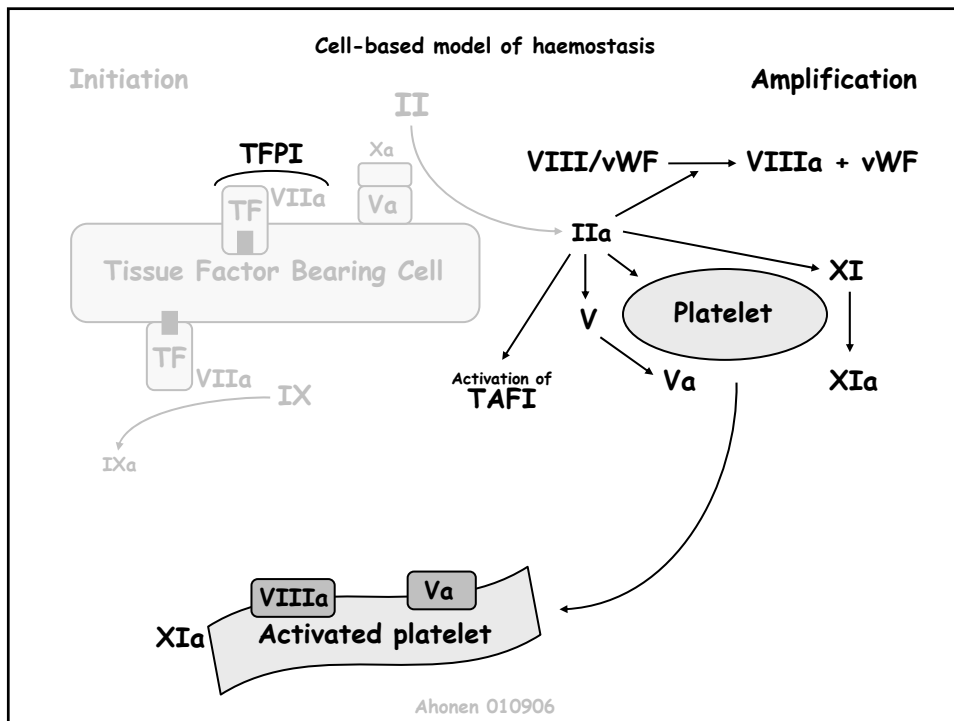 Cell-based model of haemostasis
Initiation
Amplification
II
TFPI
Xa
VIII/vWF
VIIIa + vWF
TF
VIIa
Va
IIa
Tissue Factor Bearing Cell
XI
V
Platelet
TF
VIIa
Activation of
TAFI
Va
XIa
IX
IXa
VIIIa
Va
XIa
Activated platelet
Ahonen 010906